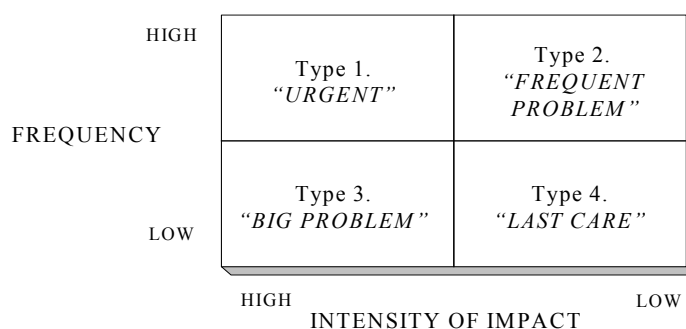 HIGH
Type 1.
“URGENT”
Type 2.
“FREQUENT
PROBLEM”
FREQUENCY
Type 3.
“BIG PROBLEM”
Type 4.
“LAST CARE”
LOW
HIGH
LOW
INTENSITY OF IMPACT